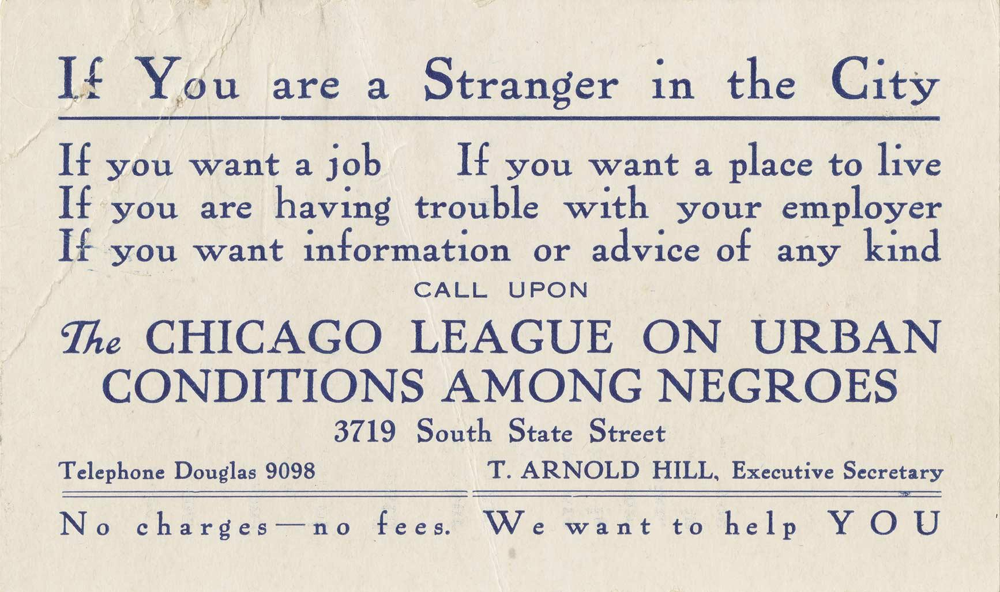 If You are a Stranger in the City
If you want a job If you want a place to live
If you are having trouble with your employer
If you want information or advice of any kind
CALL UPON
The CHICAGO LEAGUE ON URBAN
CONDITIONS AMONG NEGROES
3719 South State Street
Telephone Douglas 9098 T. ARNOLD HILL, Executive Secretary
No charges—no fees. We want to help YOU